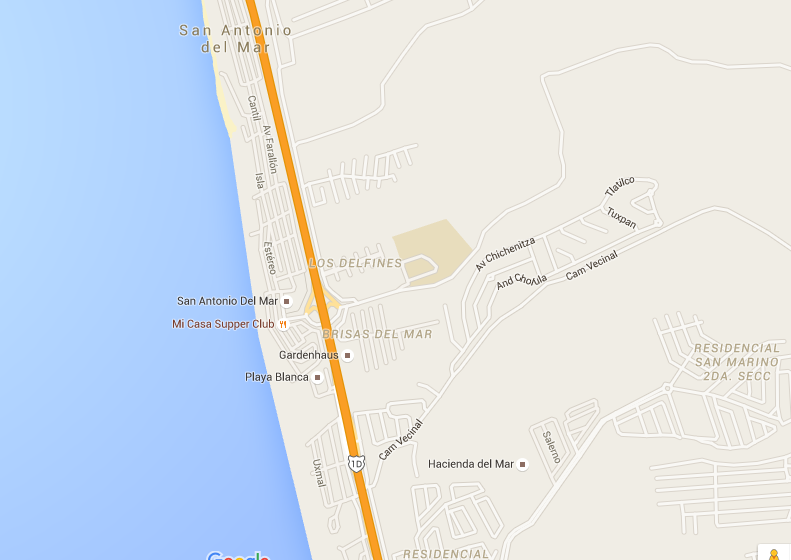 San Antonio
del Mar
Cantil
Av Farallón
Isla
Tlatilco
Tuxpan
Estéreo
Av Chichenitza
LOS DELFINES
Cam Vecinal
And Cholula
San Antonio Del Mar
Mi Casa Supper Club
BRISAS DEL MAR
Gardenhaus
RESIDENCIAL
SAN MARINO
2DA. SECC
Playa Blanca
Cam Vecinal
Salerno
Uxmal
1D
Hacienda del Mar
RESIDENCIAL
Google